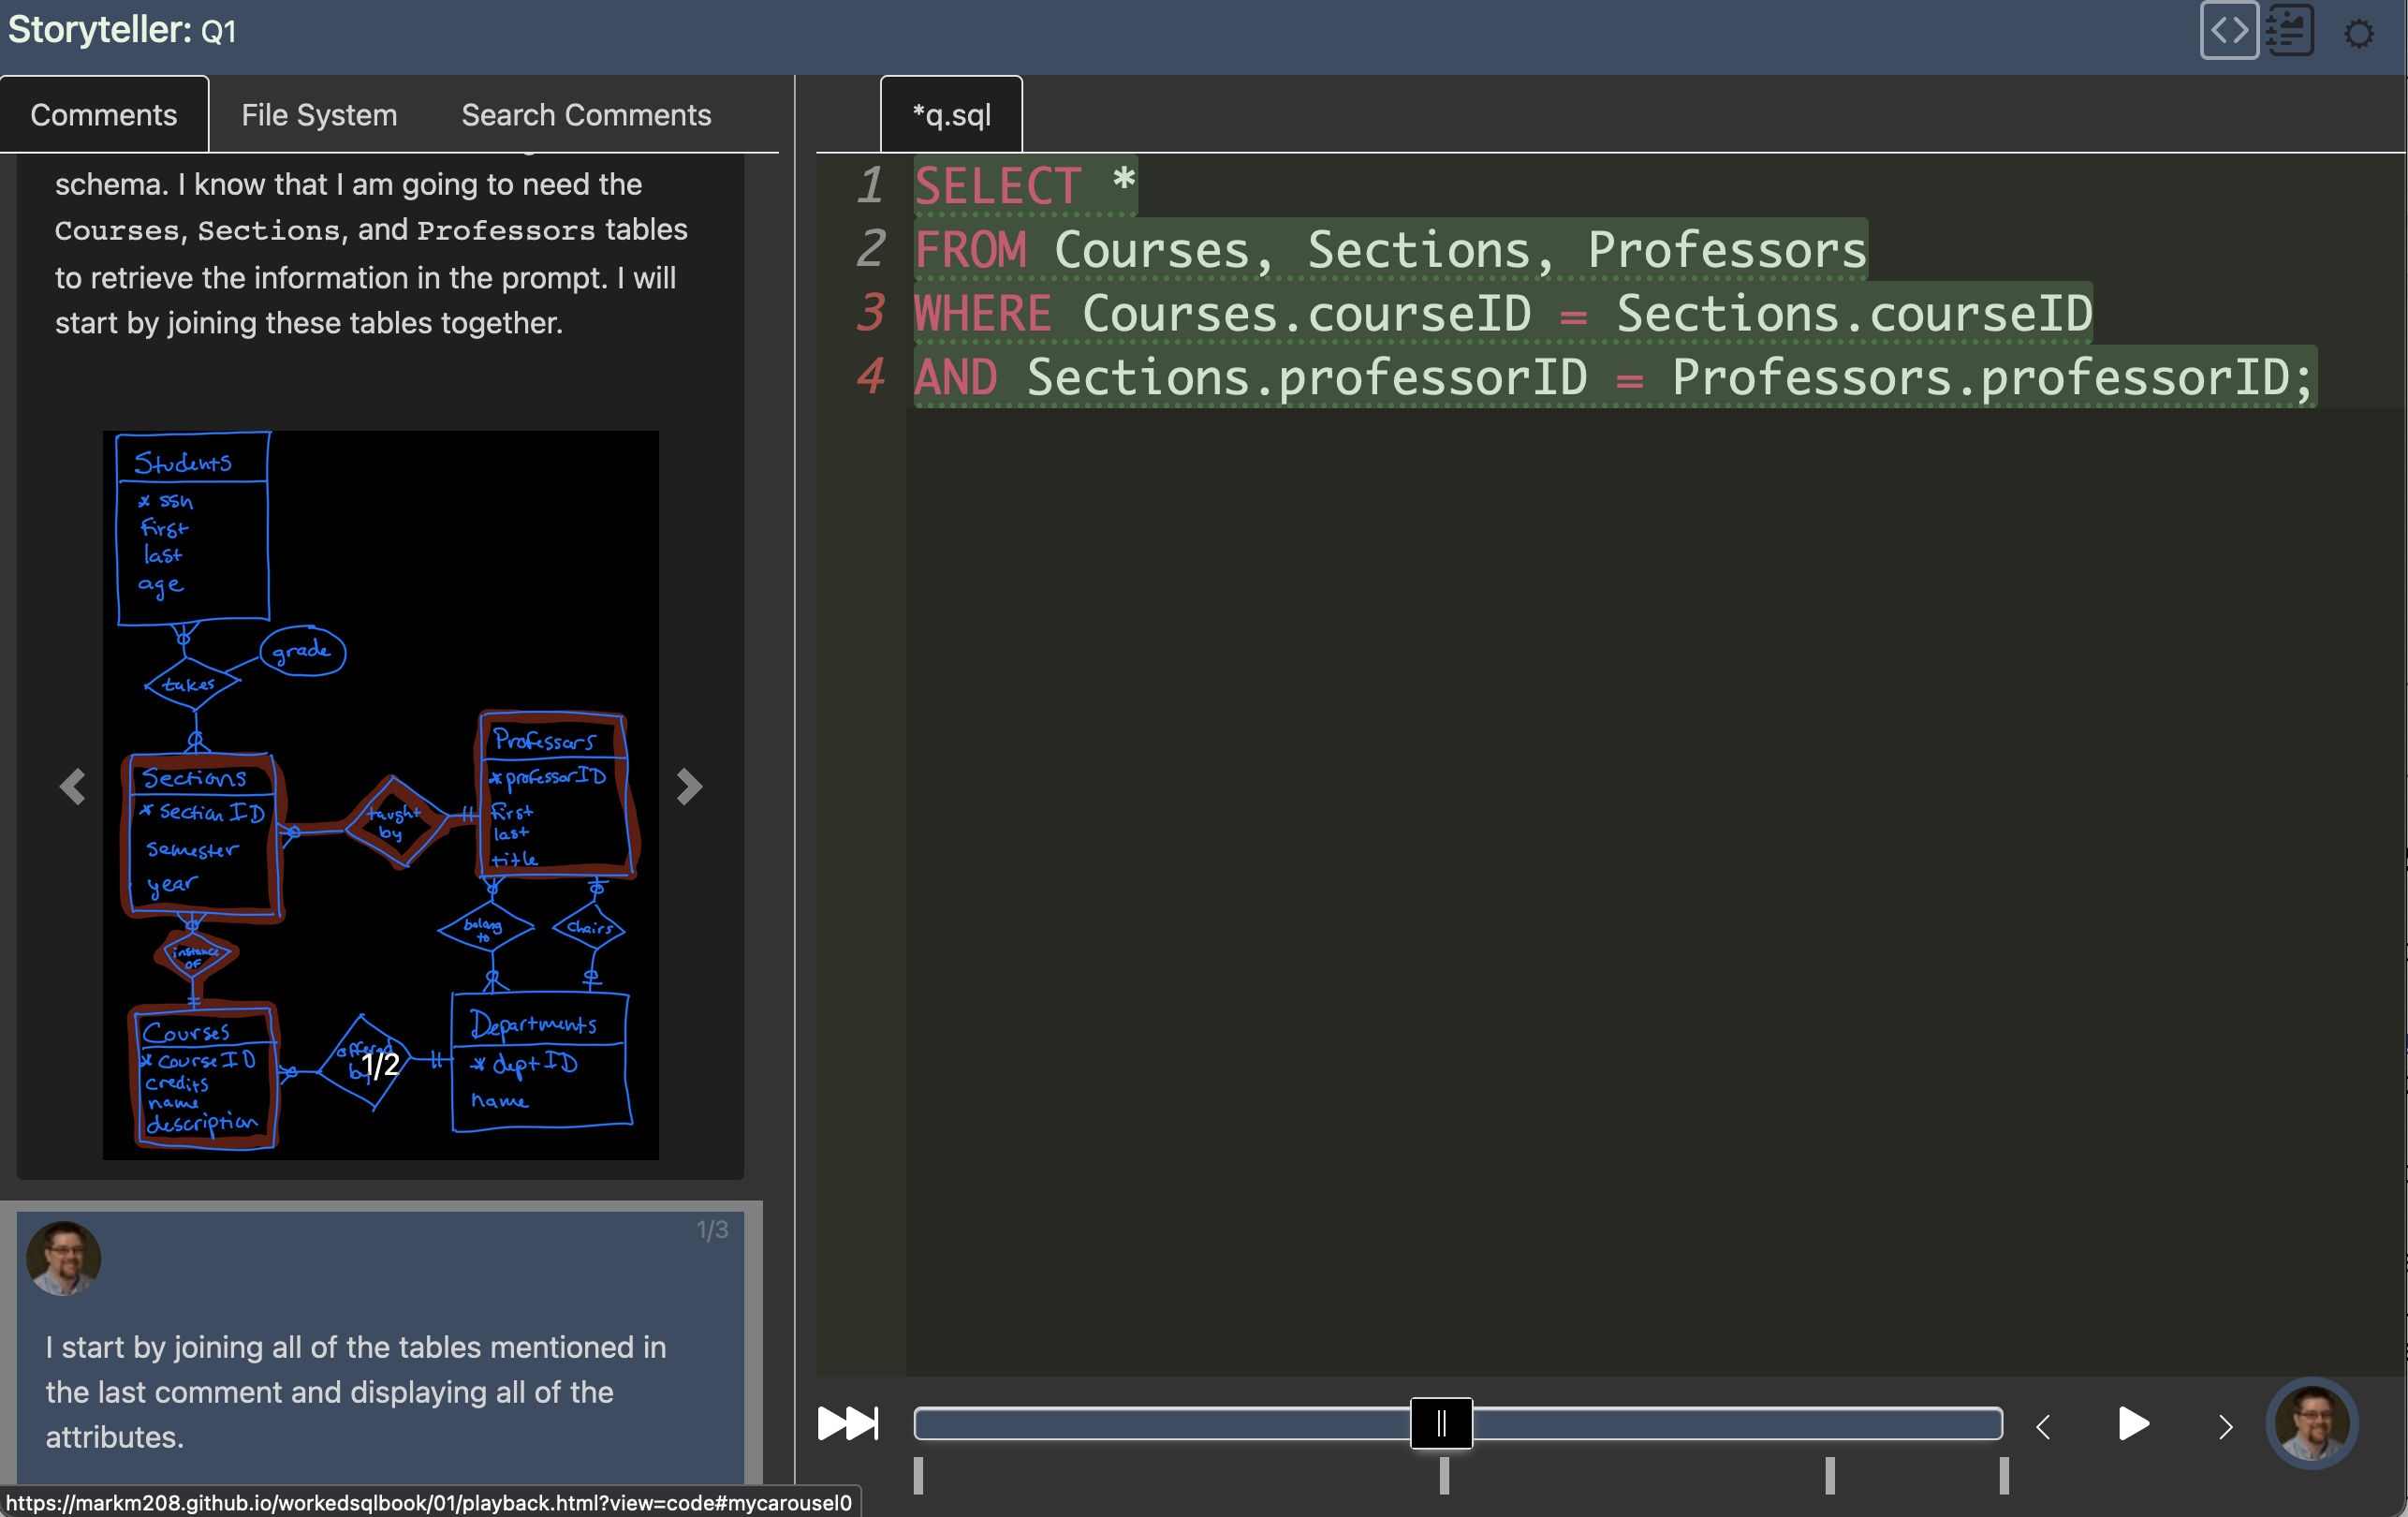 Storyteller: Q1
Comments
File System
Search Comments
schema. I know that I am going to need the
Courses, Sections, and Professors tables
to retrieve the information in the prompt. I will
start by joining these tables together.
Students
* ssn
first
last
age
grade
takes
Sections
* section ID
semester
year
taught
by
Professors
* professorID
first
last
title
instance
of
belong
to
Chairs
Courses
* courseID
credits
name
description
offered
by
1/2
Departments
* deptID
name
1/3
I start by joining all of the tables mentioned in
the last comment and displaying all of the
attributes.
https://markm208.github.io/workedsqlbook/01/playback.html?view=code#mycarousel0
*q.sql
1 SELECT *
2 FROM Courses, Sections, Professors
3 WHERE Courses.courseID = Sections.courseID
4 AND Sections.professorID = Professors.professorID;